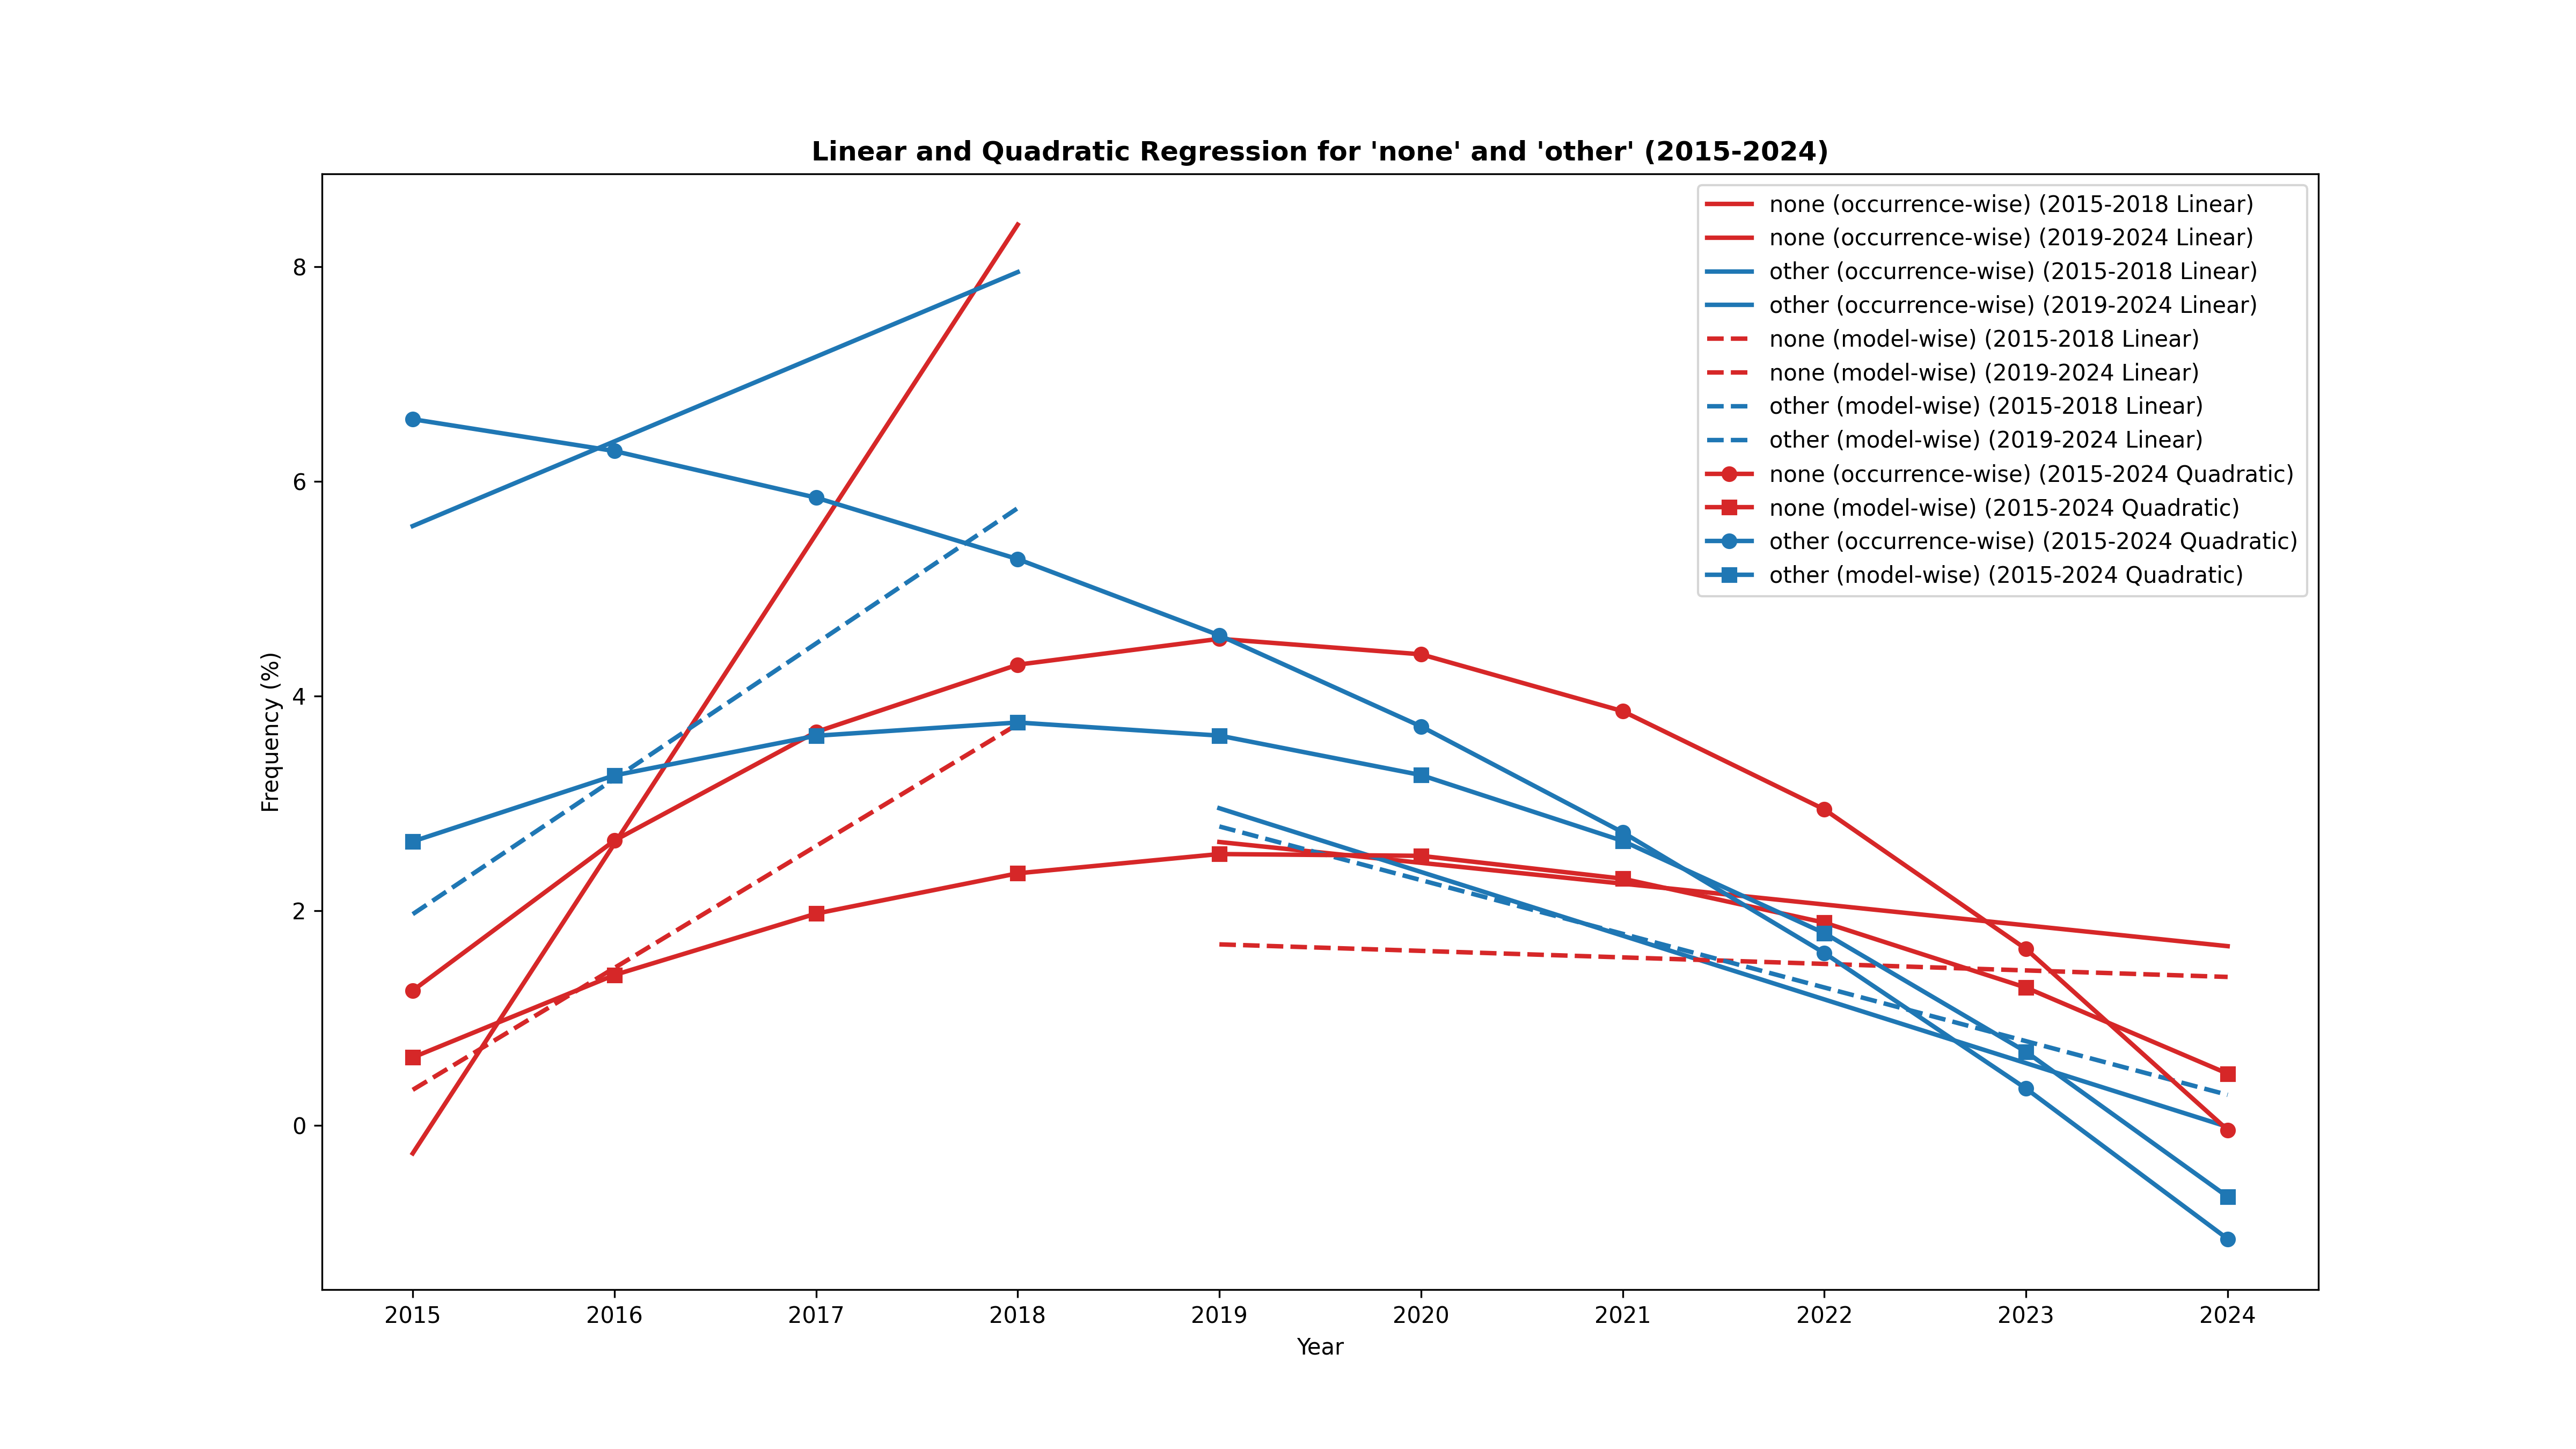 Linear and Quadratic Regression for 'none' and 'other' (2015-2024)
none (occurrence-wise) (2015-2018 Linear)
none (occurrence-wise) (2019-2024 Linear)
other (occurrence-wise) (2015-2018 Linear)
other (occurrence-wise) (2019-2024 Linear)
none (model-wise) (2015-2018 Linear)
none (model-wise) (2019-2024 Linear)
other (model-wise) (2015-2018 Linear)
other (model-wise) (2019-2024 Linear)
none (occurrence-wise) (2015-2024 Quadratic)
none (model-wise) (2015-2024 Quadratic)
other (occurrence-wise) (2015-2024 Quadratic)
other (model-wise) (2015-2024 Quadratic)
Frequency (%)
8
6
4
2
0
2015 2016 2017 2018 2019 2020 2021 2022 2023 2024
Year